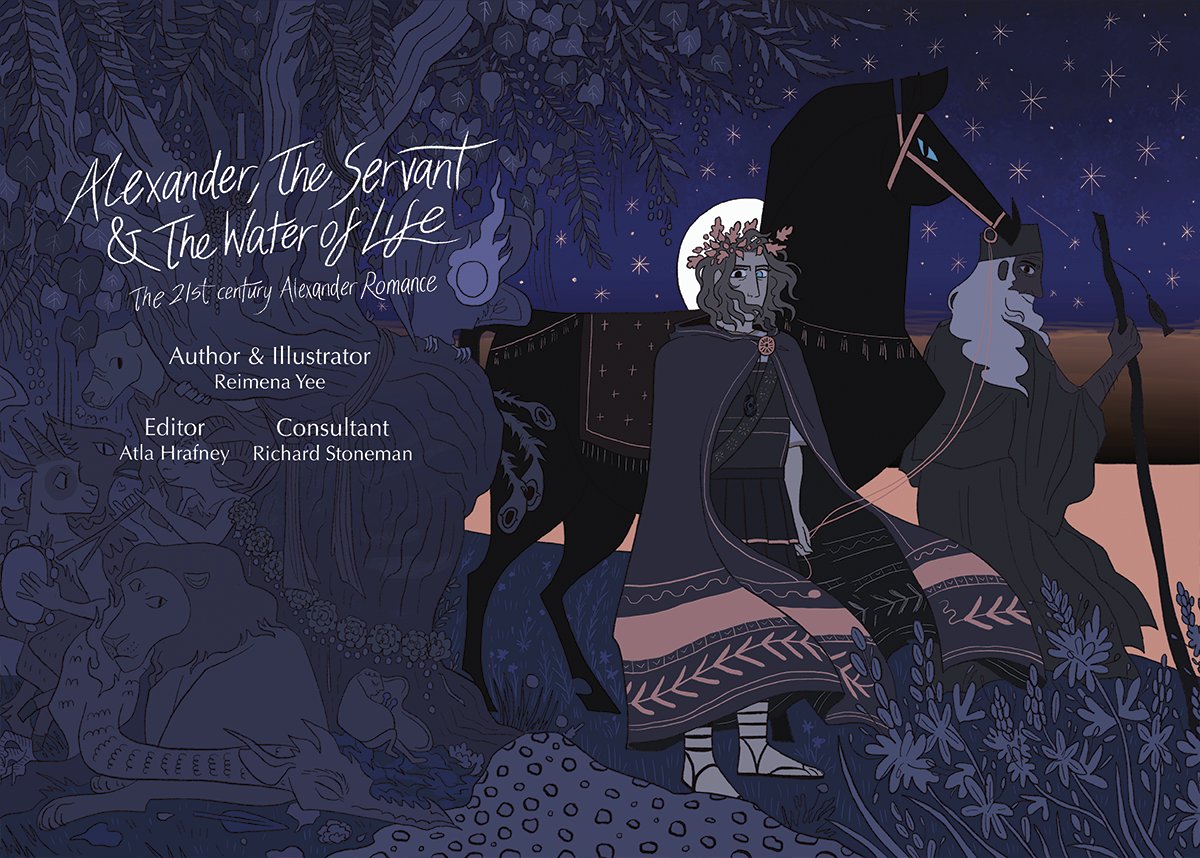 Alexander, The Servant
& The Water of Life
The 21st century Alexander Romance
Author & Illustrator
Reimena Yee
Editor
Atla Hrafney
Consultant
Richard Stoneman